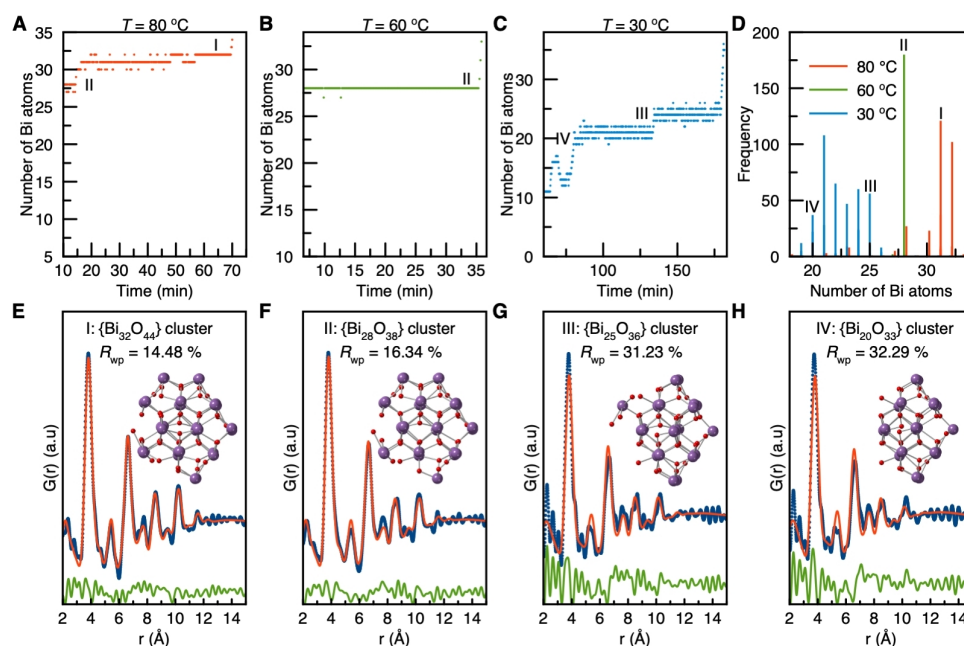 A
T = 80 °C
Number of Bi atoms
35
30
25
20
15
10
5
II
I
10 20 30 40 50 60 70
Time (min)
B
T = 60 °C
Number of Bi atoms
30
25
20
15
10
II
10 15 20 25 30 35
Time (min)
C
T = 30 °C
Number of Bi atoms
35
30
25
20
15
10
5
0
IV
III
100 150
Time (min)
D
Frequency
200
150
100
50
0
II
80 °C
60 °C
30 °C
I
III
IV
20 25 30
Number of Bi atoms
E
I: {Bi32O44} cluster
Rwp = 14.48 %
G(r) (a.u)
2 4 6 8 10 12 14
r (Å)
F
II: {Bi28O38} cluster
Rwp = 16.34 %
G(r) (a.u)
2 4 6 8 10 12 14
r (Å)
G
III: {Bi25O36} cluster
Rwp = 31.23 %
G(r) (a.u)
2 4 6 8 10 12 14
r (Å)
H
IV: {Bi20O33} cluster
Rwp = 32.29 %
G(r) (a.u)
2 4 6 8 10 12 14
r (Å)